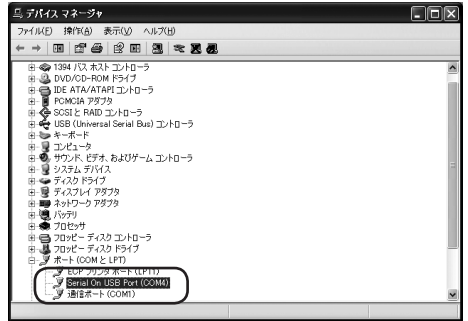 デバイス マネージャ
ファイル(F) 操作(A) 表示(V) ヘルプ(H)
1394 バス ホスト コントローラ
DVD/CD-ROM ドライブ
IDE ATA/ATAPI コントローラ
PCMCIA アダプタ
SCSI と RAID コントローラ
USB (Universal Serial Bus) コントローラ
キーボード
コンピュータ
サウンド、ビデオ、およびゲーム コントローラ
システム デバイス
ディスク ドライブ
ディスプレイ アダプタ
ネットワーク アダプタ
バッテリ
プロセッサ
フロッピー ディスク コントローラ
フロッピー ディスク ドライブ
ポート (COM と LPT)
ECP プリンタ ポート (LPT1)
Serial On USB Port (COM4)
通信ポート (COM1)